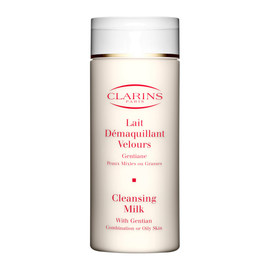 CLARINS
PARIS
Lait
Démaquillant
Velours
Gentiane
Peaux Mixtes ou Grasses
Cleansing
Milk
With Gentian
Combination or Oily Skin